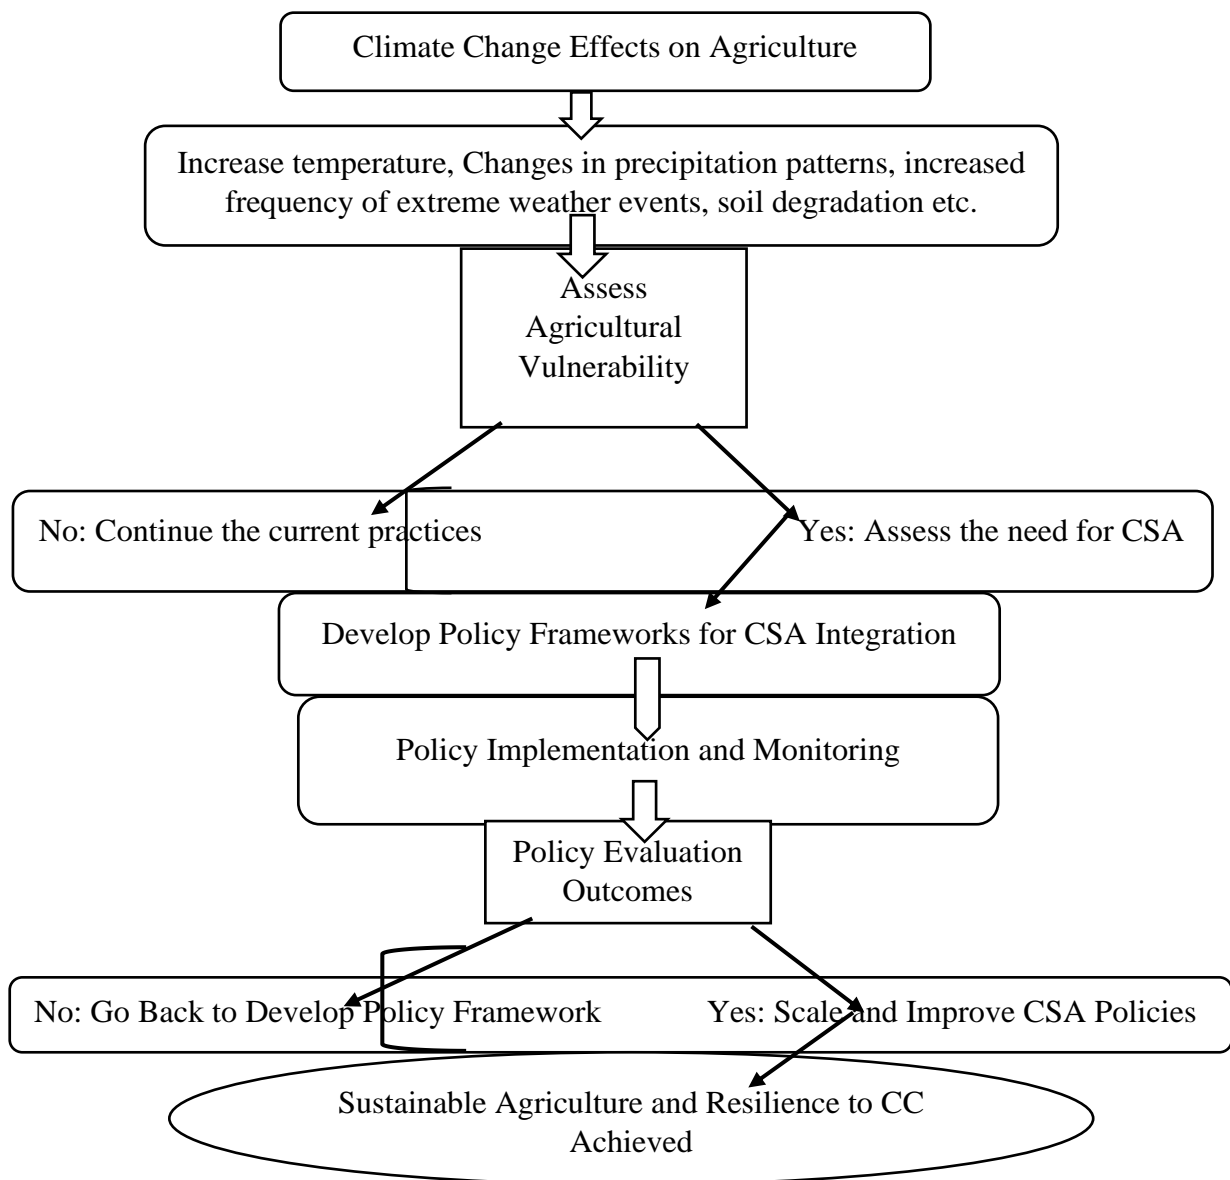 Climate Change Effects on Agriculture
Increase temperature, Changes in precipitation patterns, increased
frequency of extreme weather events, soil degradation etc.
Assess
Agricultural
Vulnerability
No: Continue the current practices
Yes: Assess the need for CSA
Develop Policy Frameworks for CSA Integration
Policy Implementation and Monitoring
Policy Evaluation
Outcomes
No: Go Back to Develop Policy Framework
Yes: Scale and Improve CSA Policies
Sustainable Agriculture and Resilience to CC
Achieved